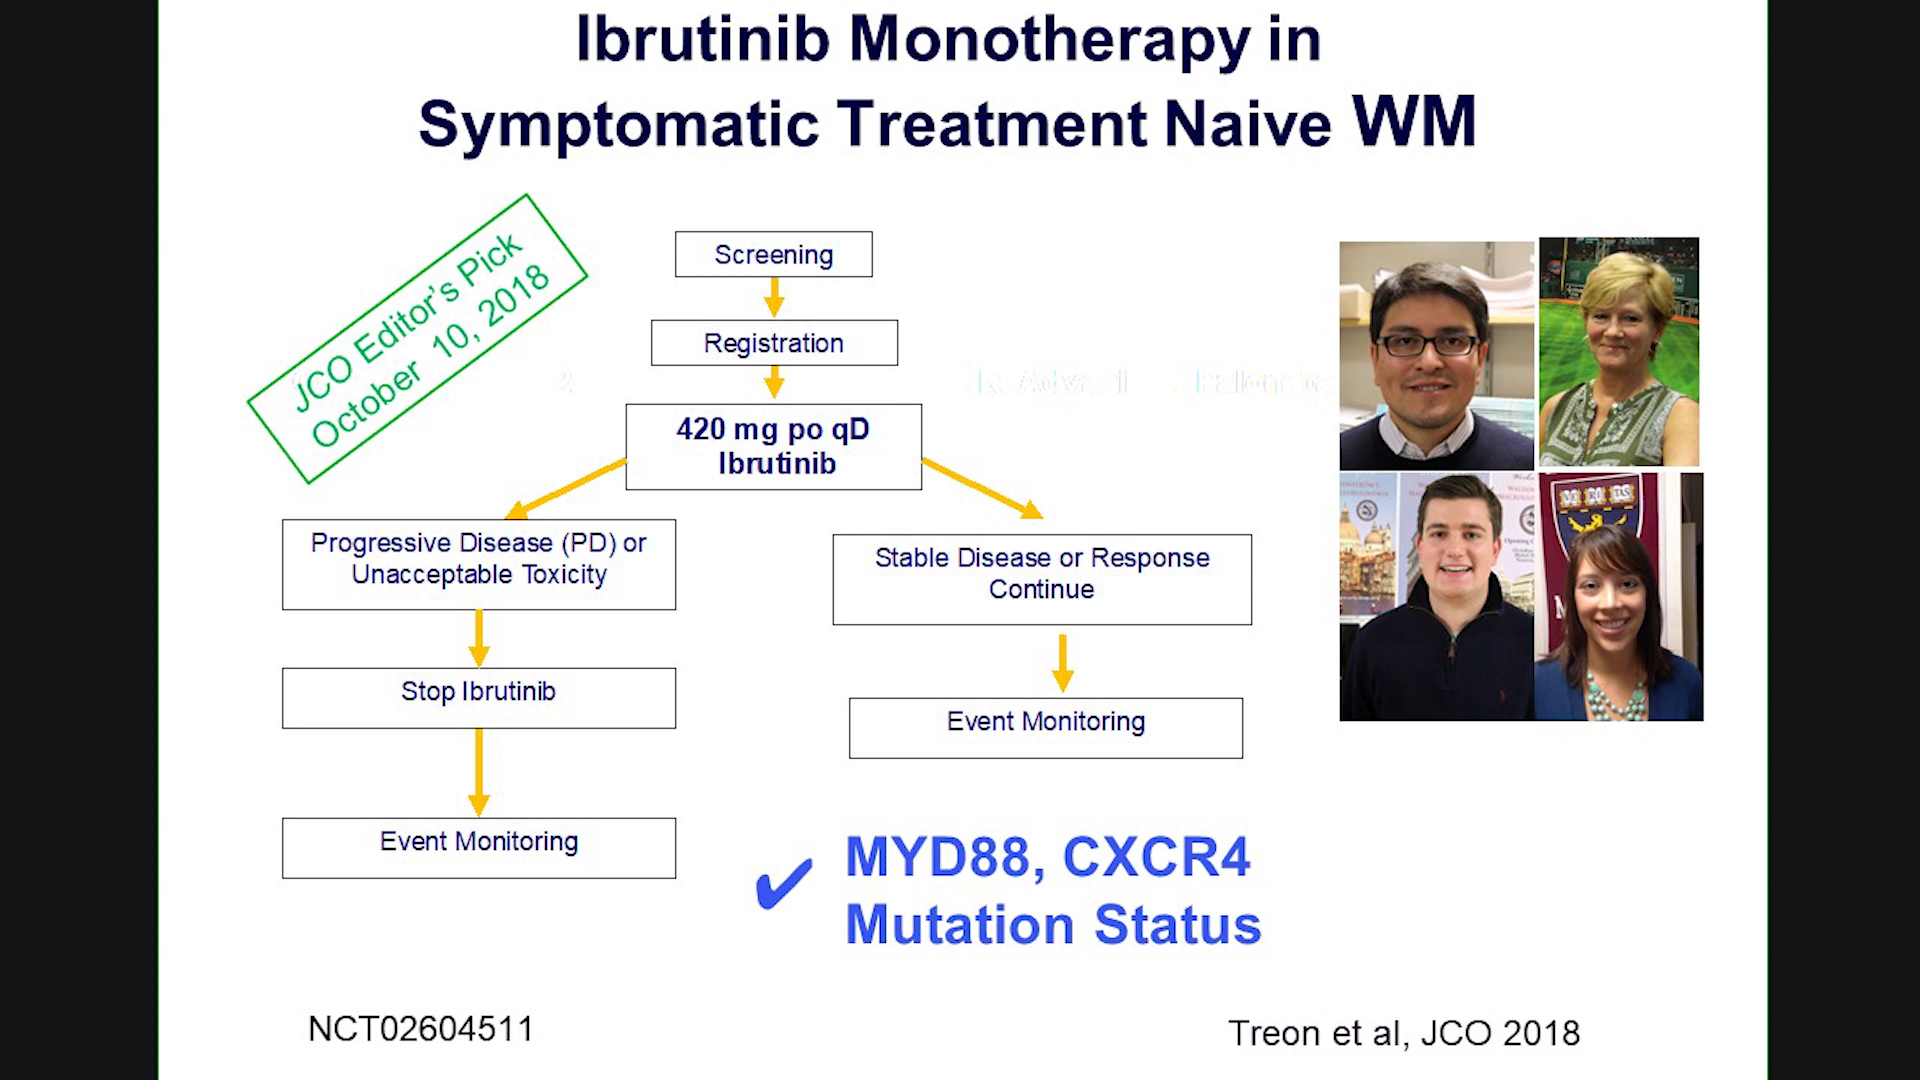 Ibrutinib Monotherapy in
Symptomatic Treatment Naive WM
JCO Editor's Pick
October 10, 2018
Screening
Registration
420 mg po qD
Ibrutinib
Progressive Disease (PD) or
Unacceptable Toxicity
Stable Disease or Response
Continue
Stop Ibrutinib
Event Monitoring
Event Monitoring
MYD88, CXCR4
Mutation Status
NCT02604511
Treon et al, JCO 2018